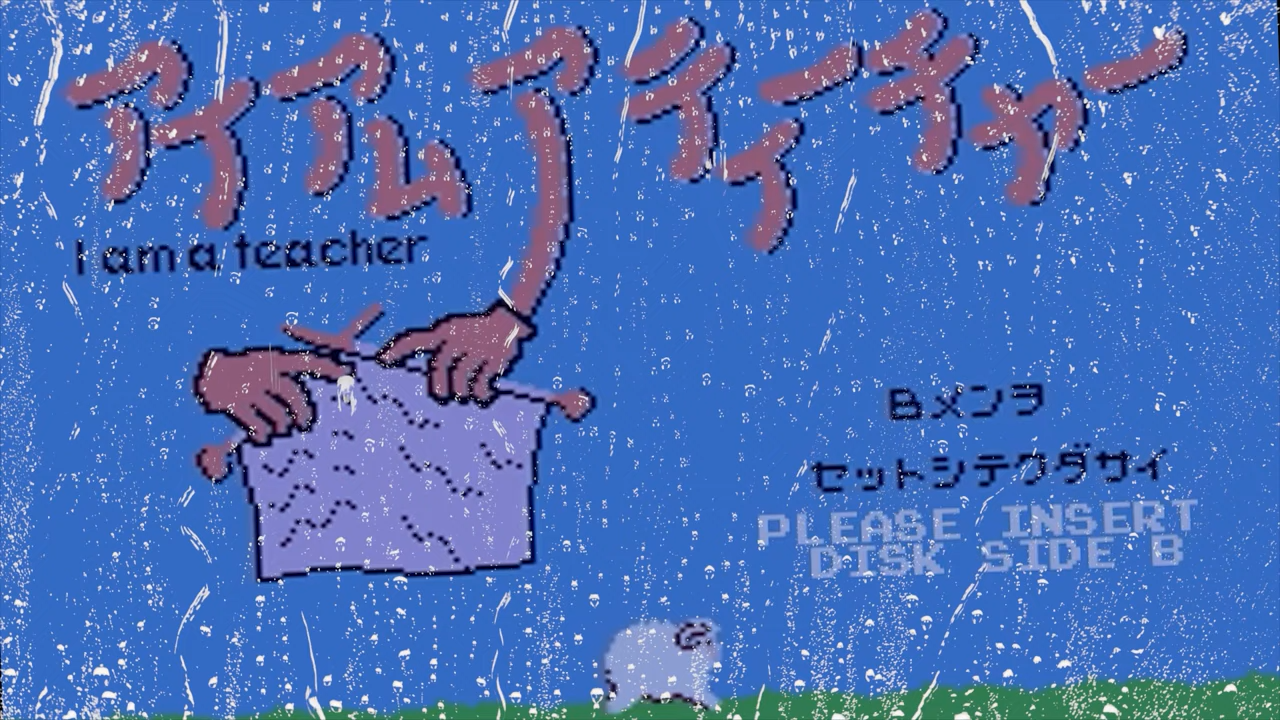 アイアムアティーチャー
I am a teacher
Bメンヲ
セットシテクダサイ
PLEASE INSERT
DISK SIDE B